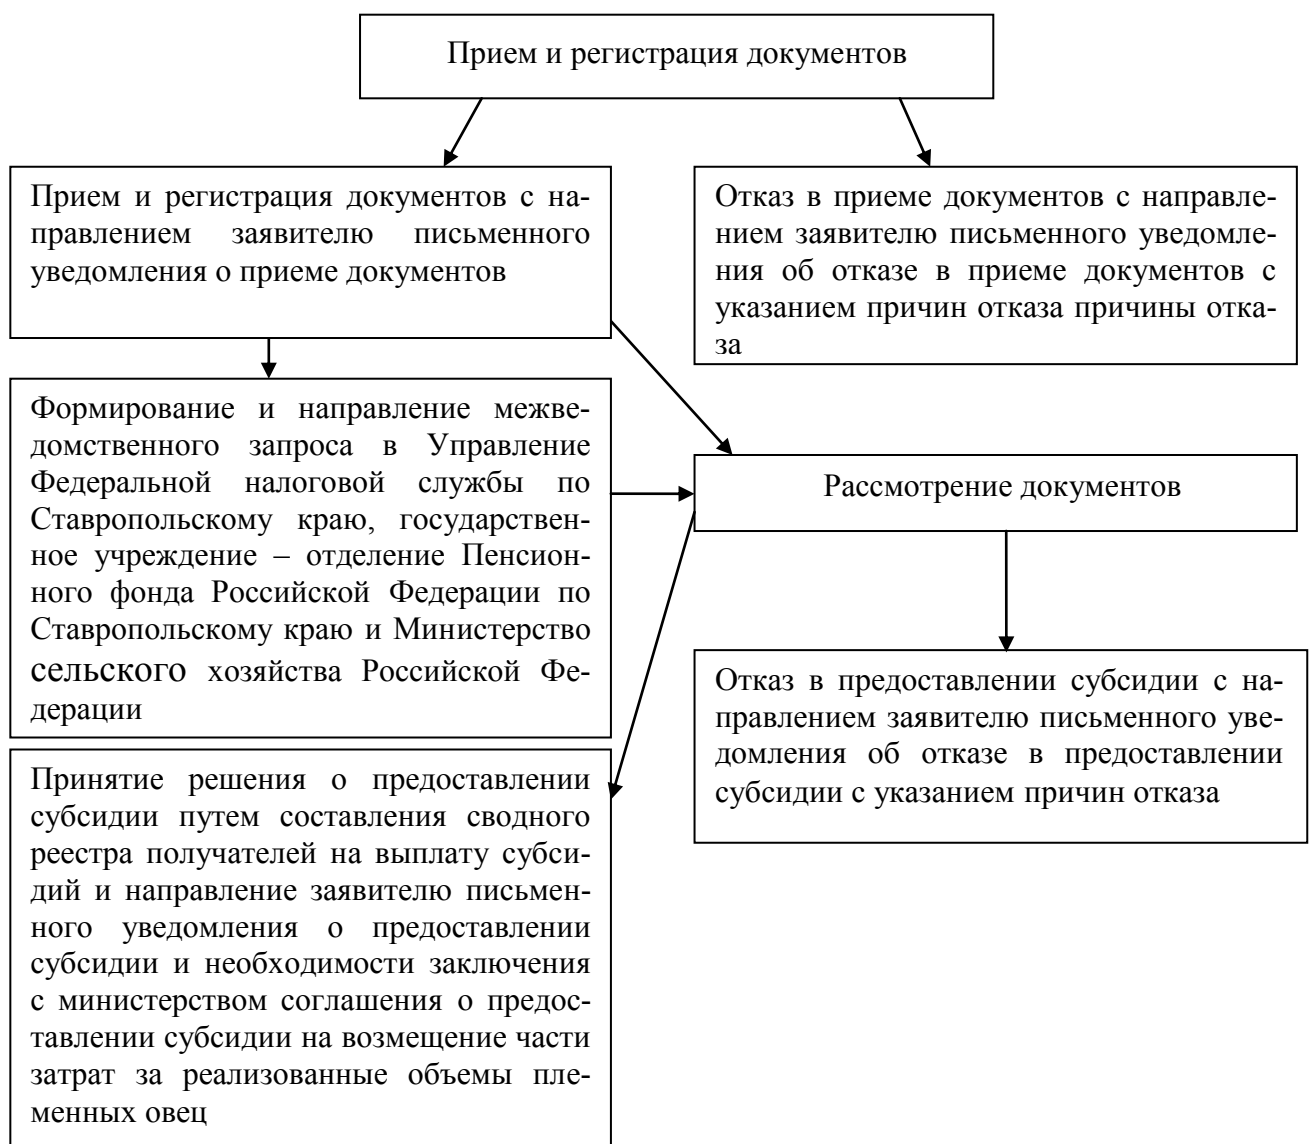 Прием и регистрация документов
Прием и регистрация документов с на-
правлением заявителю письменного
уведомления о приеме документов
Отказ в приеме документов с направле-
нием заявителю письменного уведомле-
ния об отказе в приеме документов с
указанием причин отказа причины отка-
за
Формирование и направление межве-
домственного запроса в Управление
Федеральной налоговой службы по
Ставропольскому краю, государствен-
ное учреждение – отделение Пенсион-
ного фонда Российской Федерации по
Ставропольскому краю и Министерство
сельского хозяйства Российской Фе-
дерации
Рассмотрение документов
Отказ в предоставлении субсидии с на-
правлением заявителю письменного уве-
домления об отказе в предоставлении
субсидии с указанием причин отказа
Принятие решения о предоставлении
субсидии путем составления сводного
реестра получателей на выплату субси-
дий и направление заявителю письмен-
ного уведомления о предоставлении
субсидии и необходимости заключения
с министерством соглашения о предос-
тавлении субсидии на возмещение части
затрат за реализованные объемы пле-
менных овец